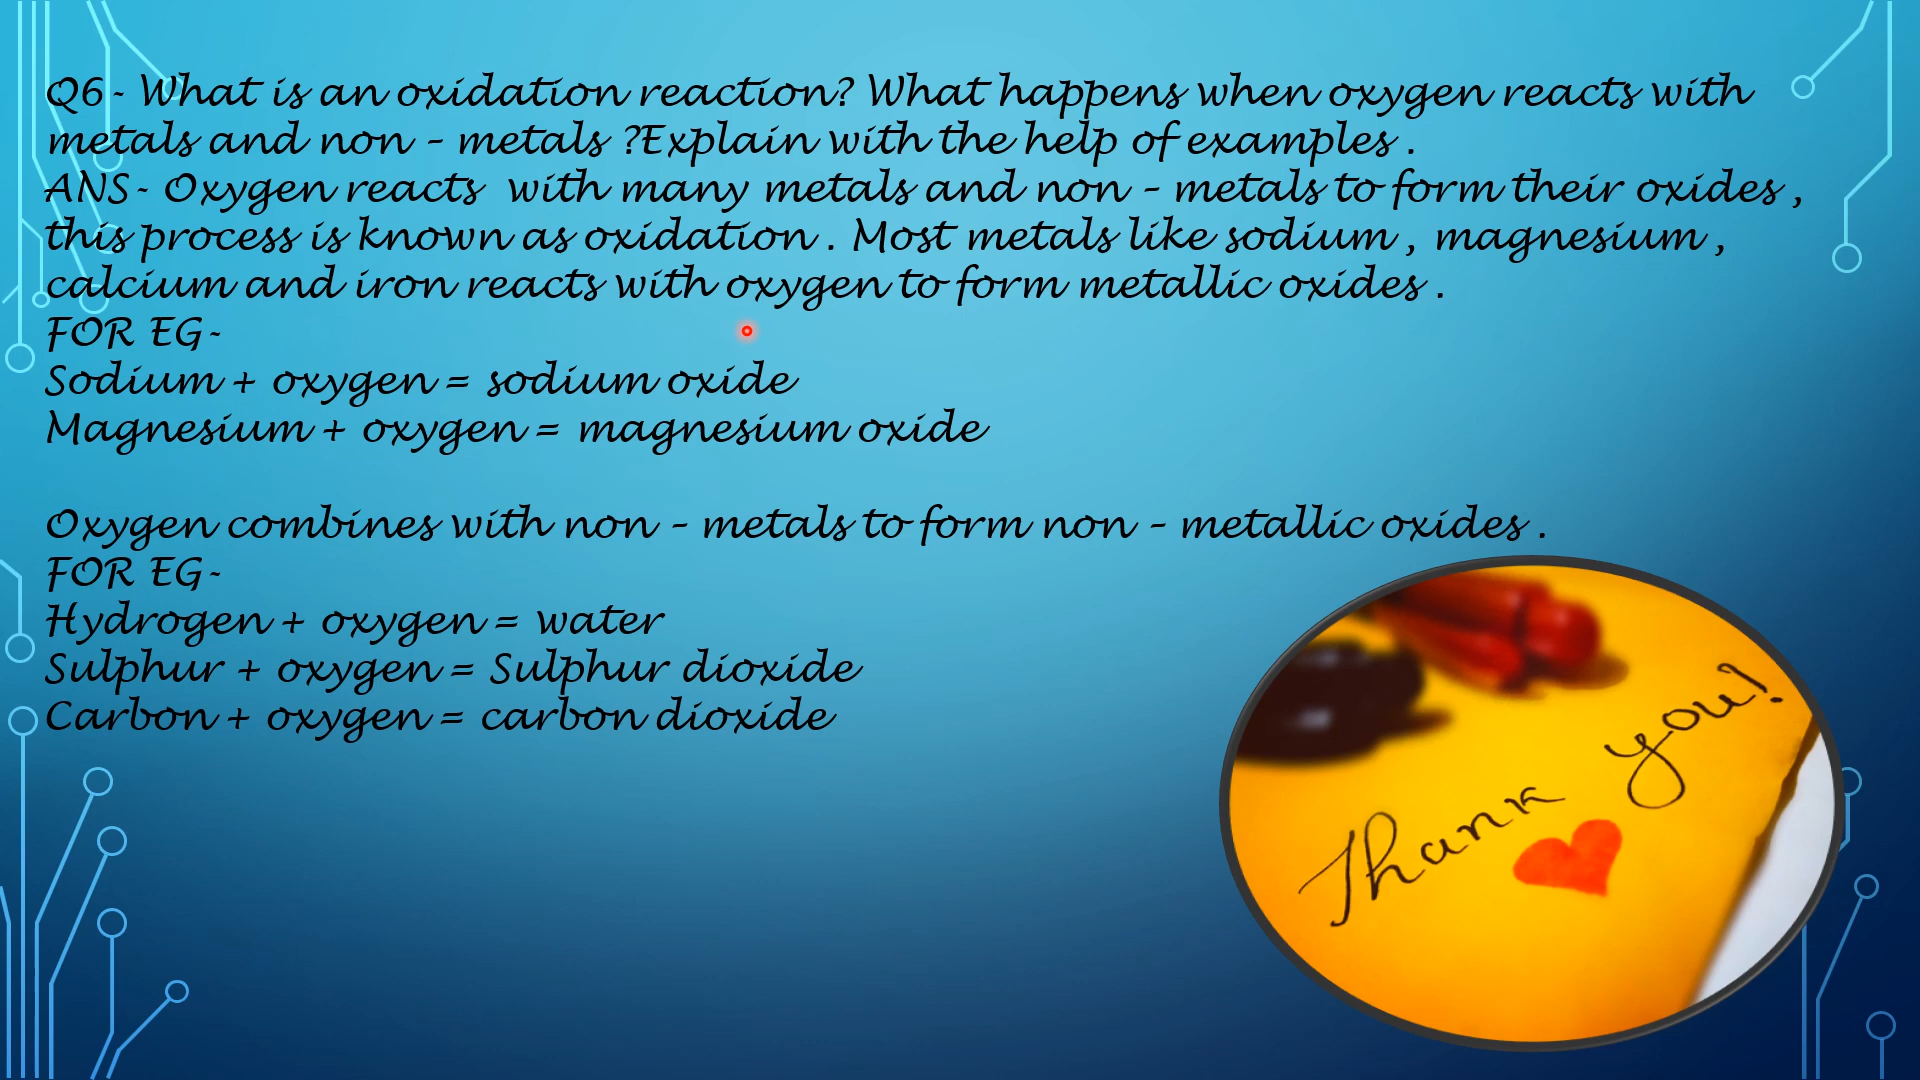 Q6- What is an oxidation reaction? What happens when oxygen reacts with
metals and non – metals ?Explain with the help of examples .
ANS- Oxygen reacts  with many metals and non – metals to form their oxides ,
this process is known as oxidation . Most metals like sodium , magnesium ,
calcium and iron reacts with oxygen to form metallic oxides .
FOR EG-
Sodium + oxygen = sodium oxide
Magnesium + oxygen = magnesium oxide
Oxygen combines with non – metals to form non – metallic oxides .
FOR EG-
Hydrogen + oxygen = water
Sulphur + oxygen = Sulphur dioxide
Carbon + oxygen = carbon dioxide
Thank you!